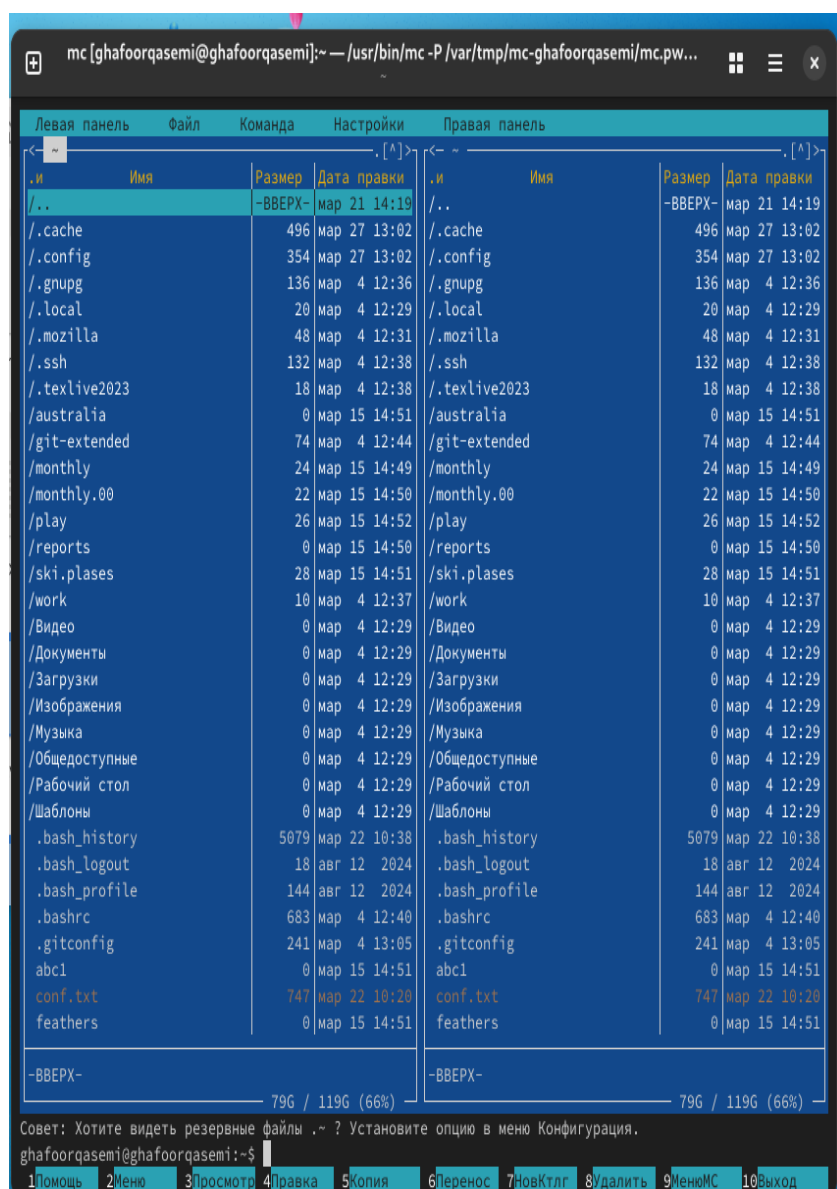 mc [ghafoorqasemi@ghafoorqasemi]:~ — /usr/bin/mc -P /var/tmp/mc-ghafoorqasemi/mc.pw...
~
Левая панель Файл Команда Настройки Правая панель
<- ~ .[^]> <- ~ .[^]>
.и Имя Размер Дата правки .и Имя Размер Дата правки
/.. -ВВЕРХ- мар 21 14:19 /.. -ВВЕРХ- мар 21 14:19
/.cache 496 мар 27 13:02 /.cache 496 мар 27 13:02
/.config 354 мар 27 13:02 /.config 354 мар 27 13:02
/.gnupg 136 мар 4 12:36 /.gnupg 136 мар 4 12:36
/.local 20 мар 4 12:29 /.local 20 мар 4 12:29
/.mozilla 48 мар 4 12:31 /.mozilla 48 мар 4 12:31
/.ssh 132 мар 4 12:38 /.ssh 132 мар 4 12:38
/.texlive2023 18 мар 4 12:38 /.texlive2023 18 мар 4 12:38
/australia 0 мар 15 14:51 /australia 0 мар 15 14:51
/git-extended 74 мар 4 12:44 /git-extended 74 мар 4 12:44
/monthly 24 мар 15 14:49 /monthly 24 мар 15 14:49
/monthly.00 22 мар 15 14:50 /monthly.00 22 мар 15 14:50
/play 26 мар 15 14:52 /play 26 мар 15 14:52
/reports 0 мар 15 14:50 /reports 0 мар 15 14:50
/ski.plases 28 мар 15 14:51 /ski.plases 28 мар 15 14:51
/work 10 мар 4 12:37 /work 10 мар 4 12:37
/Видео 0 мар 4 12:29 /Видео 0 мар 4 12:29
/Документы 0 мар 4 12:29 /Документы 0 мар 4 12:29
/Загрузки 0 мар 4 12:29 /Загрузки 0 мар 4 12:29
/Изображения 0 мар 4 12:29 /Изображения 0 мар 4 12:29
/Музыка 0 мар 4 12:29 /Музыка 0 мар 4 12:29
/Общедоступные 0 мар 4 12:29 /Общедоступные 0 мар 4 12:29
/Рабочий стол 0 мар 4 12:29 /Рабочий стол 0 мар 4 12:29
/Шаблоны 0 мар 4 12:29 /Шаблоны 0 мар 4 12:29
.bash_history 5079 мар 22 10:38 .bash_history 5079 мар 22 10:38
.bash_logout 18 авг 12 2024 .bash_logout 18 авг 12 2024
.bash_profile 144 авг 12 2024 .bash_profile 144 авг 12 2024
.bashrc 683 мар 4 12:40 .bashrc 683 мар 4 12:40
.gitconfig 241 мар 4 13:05 .gitconfig 241 мар 4 13:05
abc1 0 мар 15 14:51 abc1 0 мар 15 14:51
conf.txt 747 мар 22 10:20 conf.txt 747 мар 22 10:20
feathers 0 мар 15 14:51 feathers 0 мар 15 14:51
-ВВЕРХ- -ВВЕРХ-
79G / 119G (66%) 79G / 119G (66%)
Совет: Хотите видеть резервные файлы .~ ? Установите опцию в меню Конфигурация.
ghafoorqasemi@ghafoorqasemi:~$
1Помощь 2Меню 3Просмотр 4Правка 5Копия 6Перенос 7НовКтлг 8Удалить 9МенюMC 10Выход